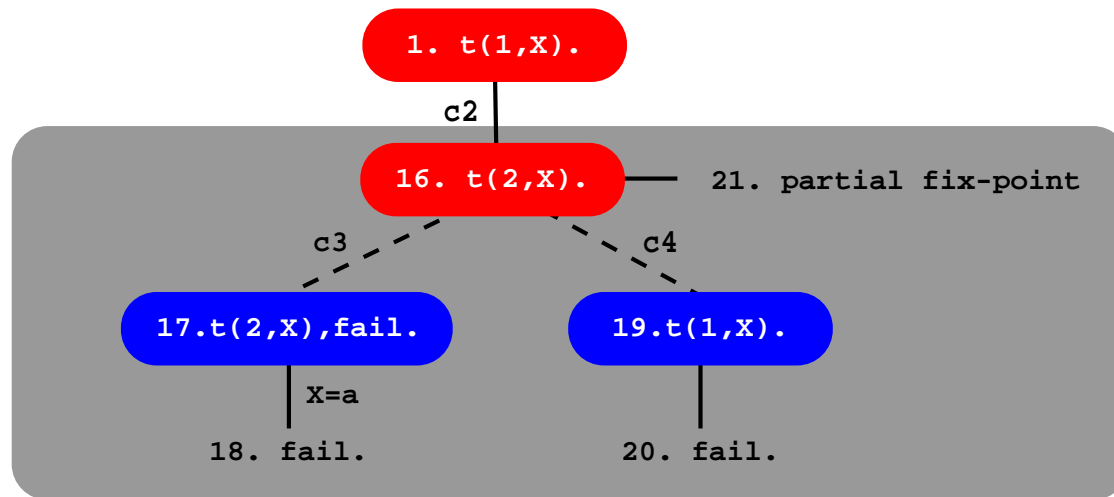 1. t(1,X).
c2
16. t(2,X).
21. partial fix-point
c3
c4
17.t(2,X),fail.
19.t(1,X).
X=a
18. fail.
20. fail.